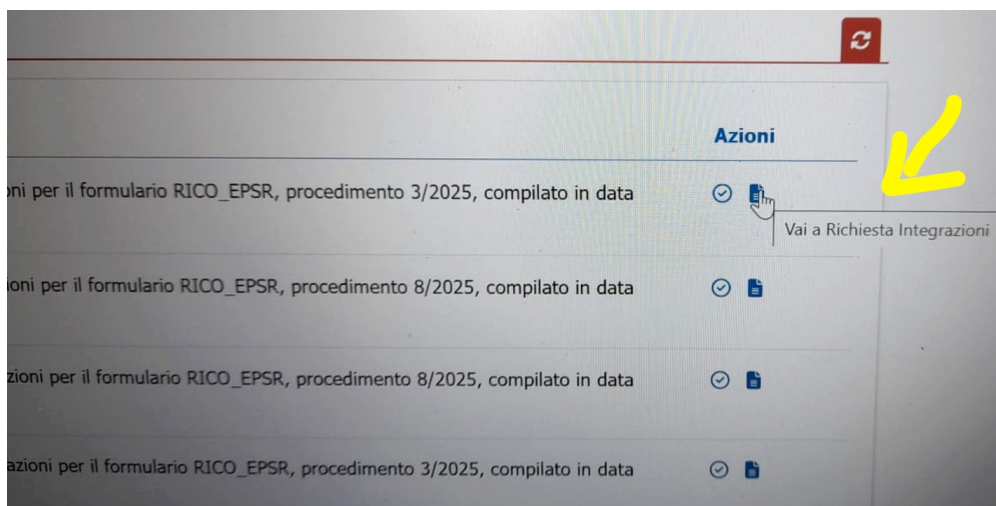 Azioni
oni per il formulario RICO_EPSR, procedimento 3/2025, compilato in data
Vai a Richiesta Integrazioni
ioni per il formulario RICO_EPSR, procedimento 8/2025, compilato in data
zioni per il formulario RICO_EPSR, procedimento 8/2025, compilato in data
azioni per il formulario RICO_EPSR, procedimento 3/2025, compilato in data